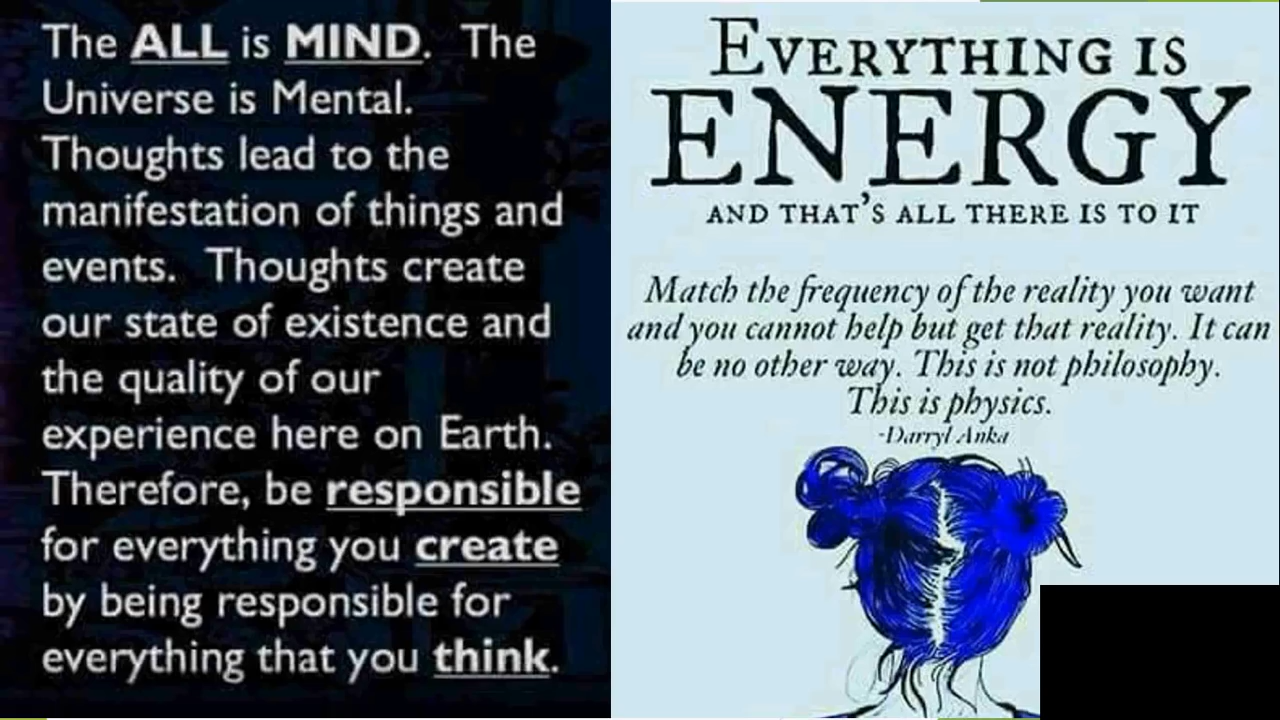 The ALL is MIND. The
Universe is Mental.
Thoughts lead to the
manifestation of things and
events. Thoughts create
our state of existence and
the quality of our
experience here on Earth.
Therefore, be responsible
for everything you create
by being responsible for
everything that you think.
EVERYTHING IS
ENERGY
AND THAT'S ALL THERE IS TO IT
Match the frequency of the reality you want
and you cannot help but get that reality. It can
be no other way. This is not philosophy.
This is physics.
-Darryl Anka